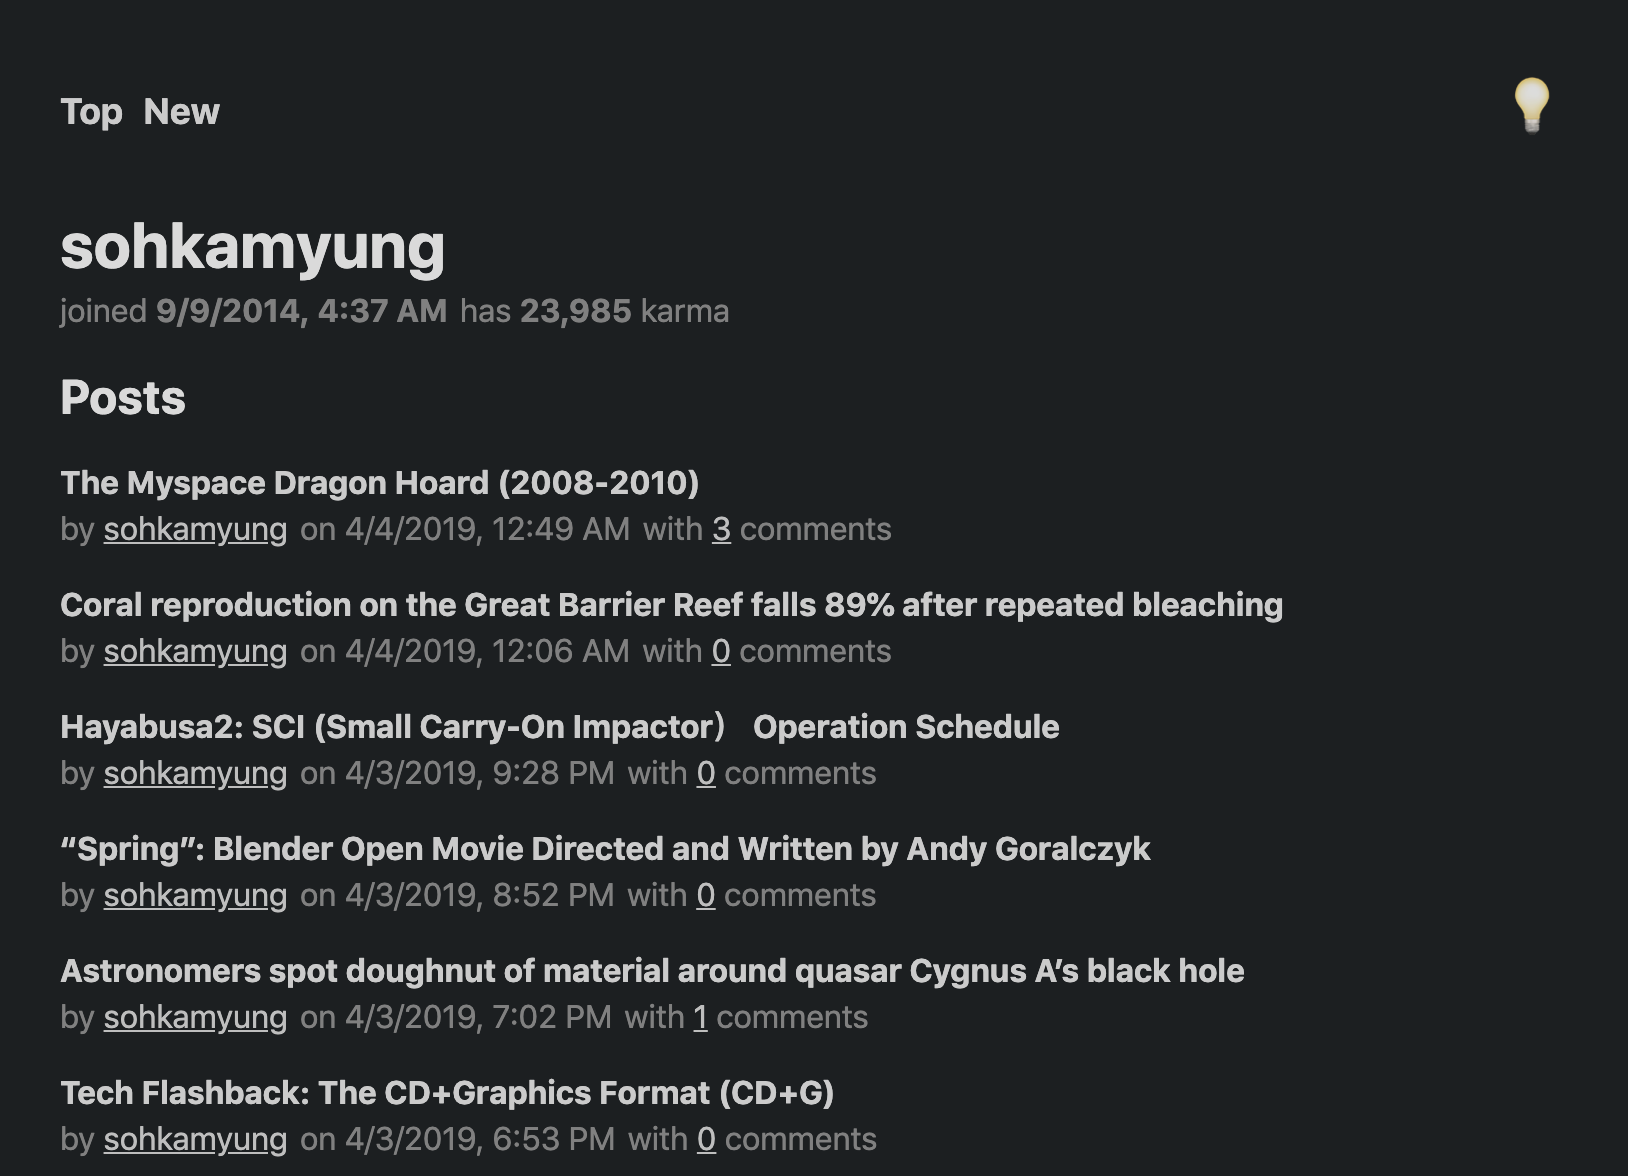 Top New
sohkamyung
joined 9/9/2014, 4:37 AM has 23,985 karma
Posts
The Myspace Dragon Hoard (2008-2010)
by sohkamyung on 4/4/2019, 12:49 AM with 3 comments
Coral reproduction on the Great Barrier Reef falls 89% after repeated bleaching
by sohkamyung on 4/4/2019, 12:06 AM with 0 comments
Hayabusa2: SCI (Small Carry-On Impactor） Operation Schedule
by sohkamyung on 4/3/2019, 9:28 PM with 0 comments
“Spring”: Blender Open Movie Directed and Written by Andy Goralczyk
by sohkamyung on 4/3/2019, 8:52 PM with 0 comments
Astronomers spot doughnut of material around quasar Cygnus A’s black hole
by sohkamyung on 4/3/2019, 7:02 PM with 1 comments
Tech Flashback: The CD+Graphics Format (CD+G)
by sohkamyung on 4/3/2019, 6:53 PM with 0 comments